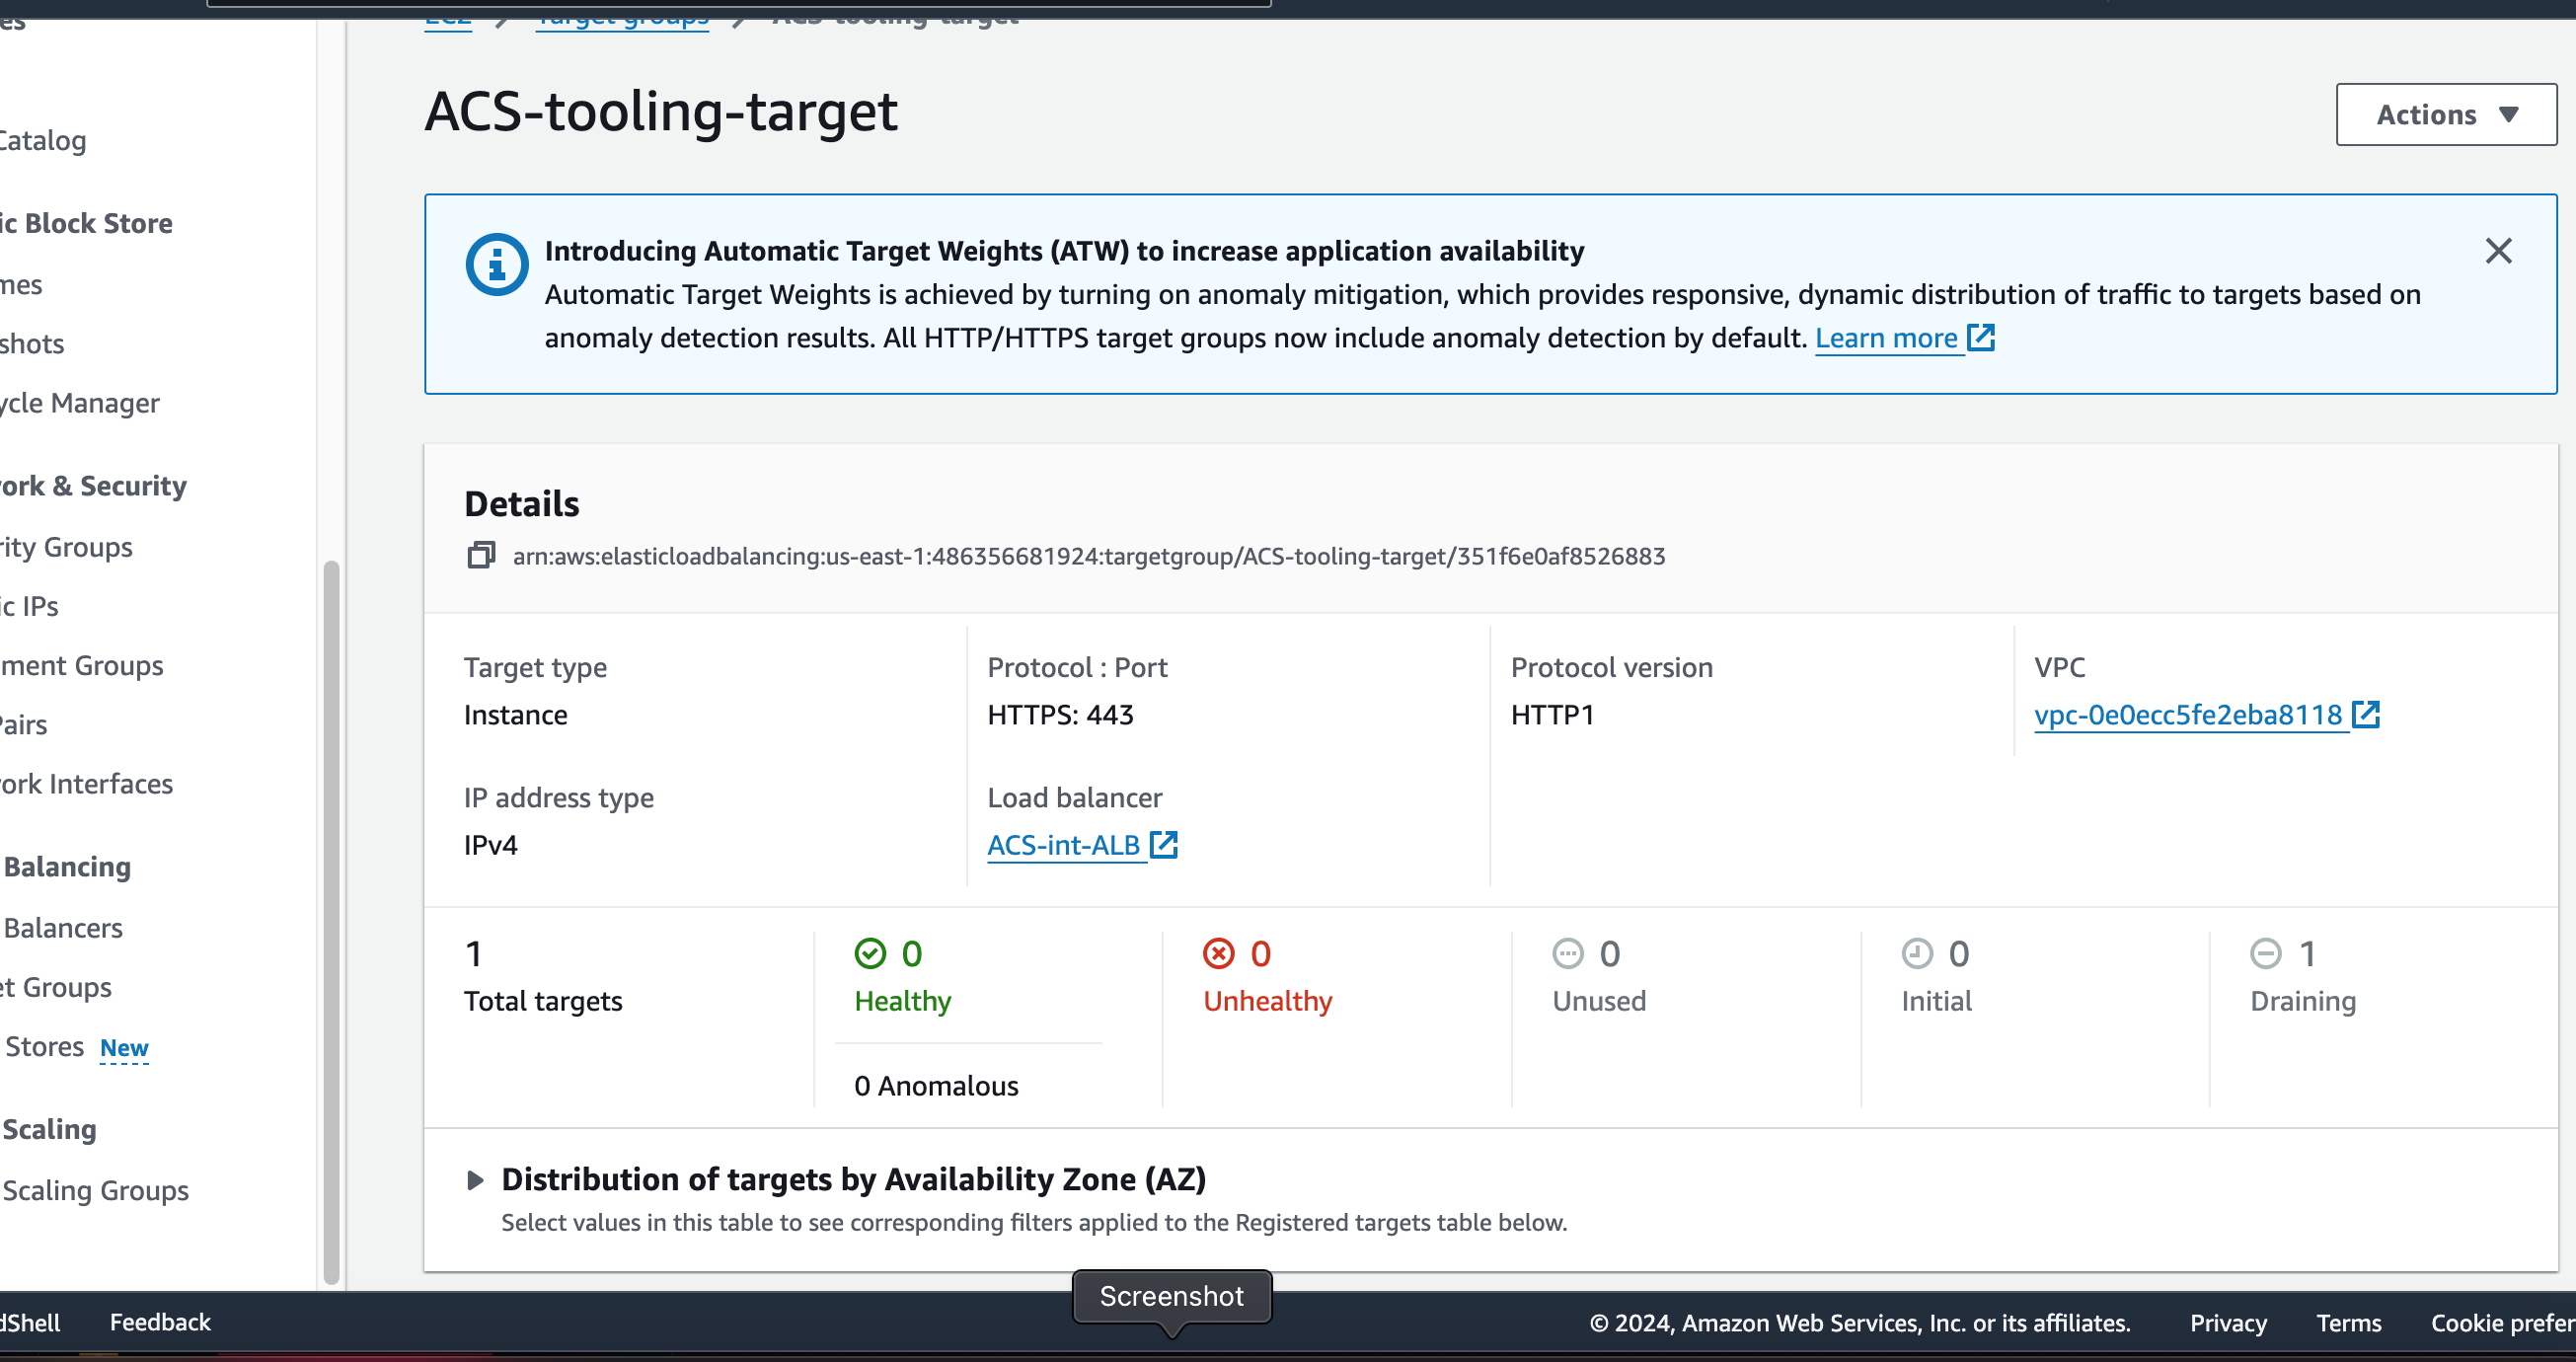 es
EC2 > Target groups > ACS-tooling-target
Catalog
ic Block Store
mes
shots
ycle Manager
ork & Security
rity Groups
ic IPs
ment Groups
Pairs
ork Interfaces
Balancing
Balancers
et Groups
Stores New
Scaling
Scaling Groups
ACS-tooling-target
Actions
Introducing Automatic Target Weights (ATW) to increase application availability
Automatic Target Weights is achieved by turning on anomaly mitigation, which provides responsive, dynamic distribution of traffic to targets based on
anomaly detection results. All HTTP/HTTPS target groups now include anomaly detection by default. Learn more
Details
arn:aws:elasticloadbalancing:us-east-1:486356681924:targetgroup/ACS-tooling-target/351f6e0af8526883
Target type
Instance
Protocol : Port
HTTPS: 443
Protocol version
HTTP1
VPC
vpc-0e0ecc5fe2eba8118
IP address type
IPv4
Load balancer
ACS-int-ALB
1
Total targets
0
Healthy
0 Anomalous
0
Unhealthy
0
Unused
0
Initial
1
Draining
Distribution of targets by Availability Zone (AZ)
Select values in this table to see corresponding filters applied to the Registered targets table below.
Screenshot
dShell
Feedback
© 2024, Amazon Web Services, Inc. or its affiliates.
Privacy
Terms
Cookie prefer